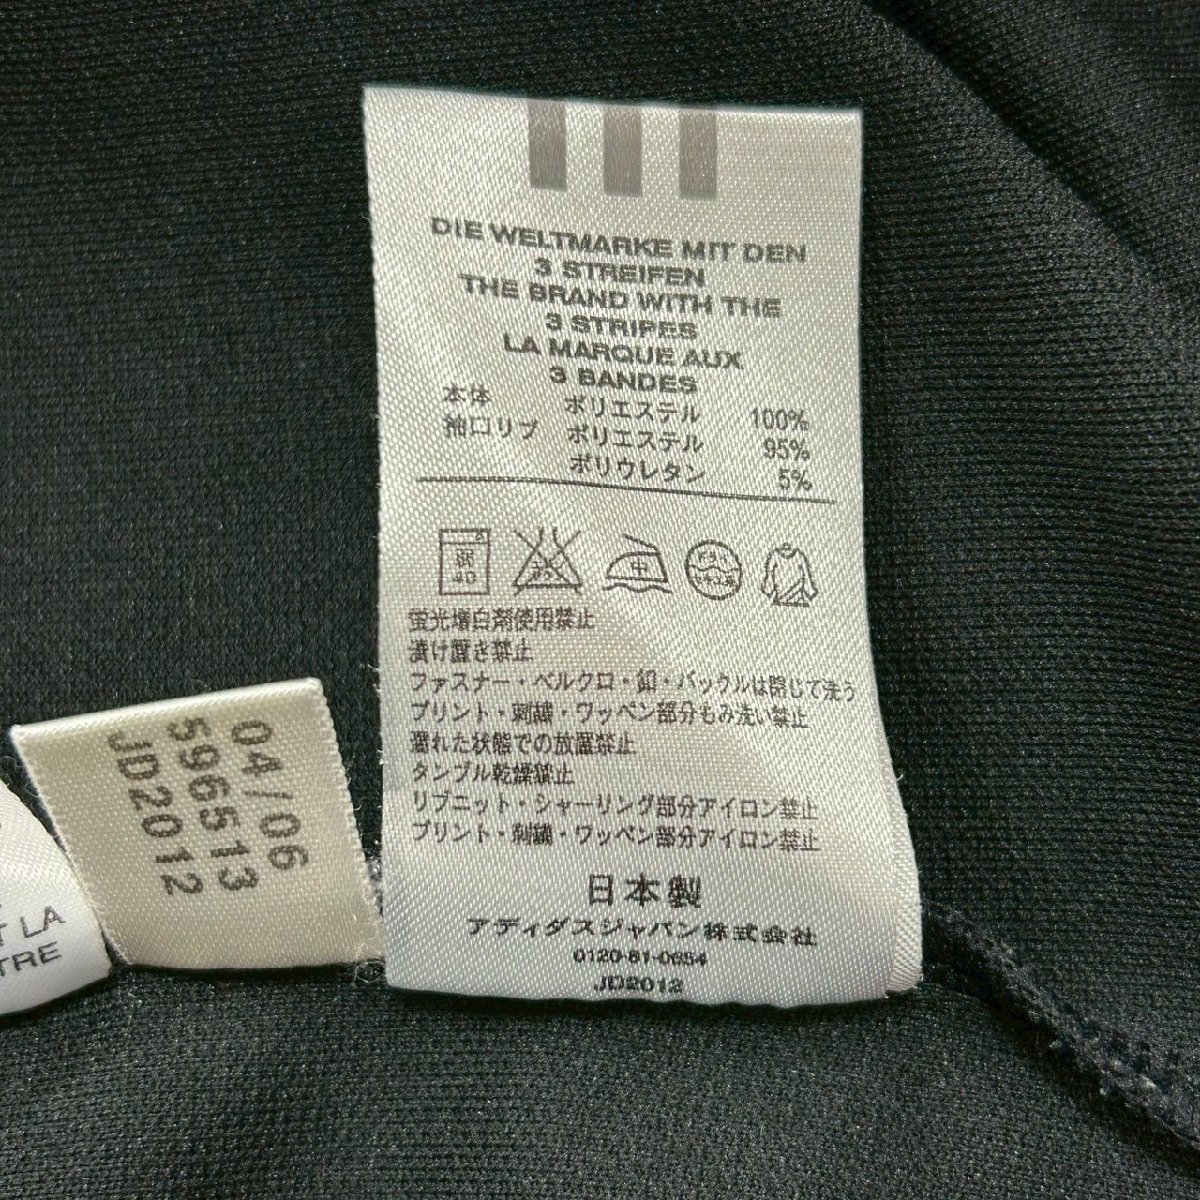 DIE WELTMARKE MIT DEN
3 STREIFEN
THE BRAND WITH THE
3 STRIPES
LA MARQUE AUX
3 BANDES
本体 ポリエステル 100%
袖口リブ ポリエステル 95%
ポリウレタン 5%
弱
40
中
蛍光増白剤使用禁止
漬け置き禁止
ファスナー・ベルクロ・釦・バックルは閉じて洗う
プリント・刺繍・ワッペン部分もみ洗い禁止
濡れた状態での放置禁止
タンブル乾燥禁止
リブニット・シャーリング部分アイロン禁止
プリント・刺繍・ワッペン部分アイロン禁止
日本製
アディダスジャパン株式会社
0120-81-0654
JD2012
04/06
596513
JD2012
LA
TRE